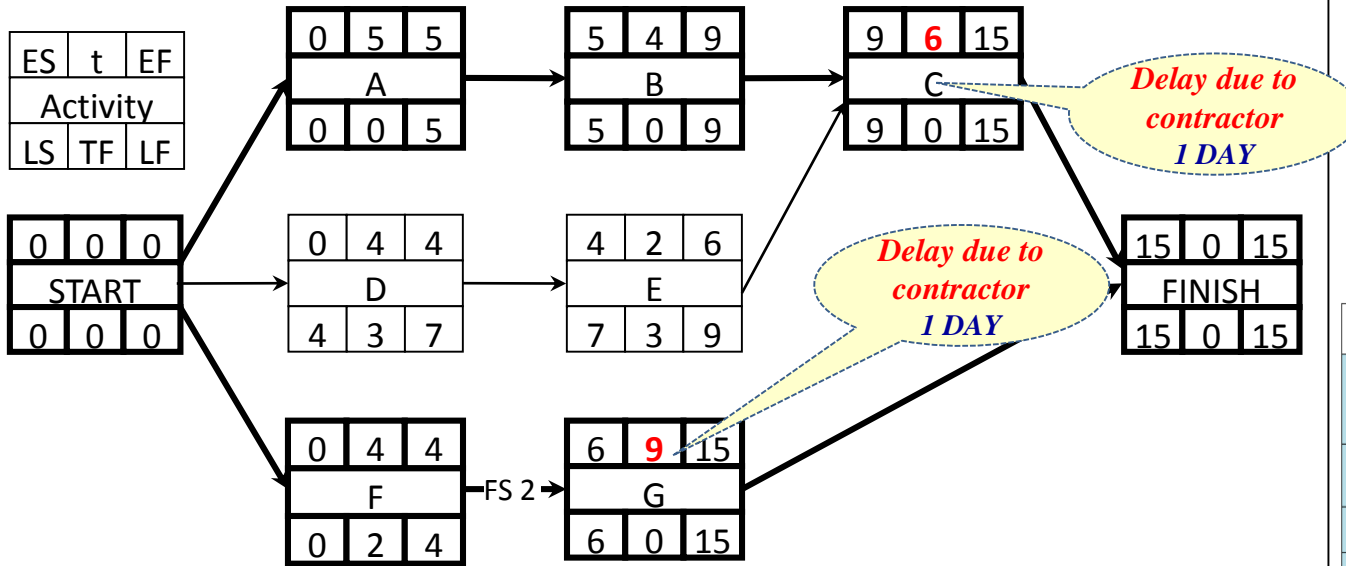 ES t EF
Activity
LS TF LF
0 5 5
A
0 0 5
5 4 9
B
5 0 9
9 6 15
C
9 0 15
Delay due to
contractor
1 DAY
0 0 0
START
0 0 0
0 4 4
D
4 3 7
4 2 6
E
7 3 9
Delay due to
contractor
1 DAY
15 0 15
FINISH
15 0 15
0 4 4
F
0 2 4
FS 2
6 9 15
G
6 0 15